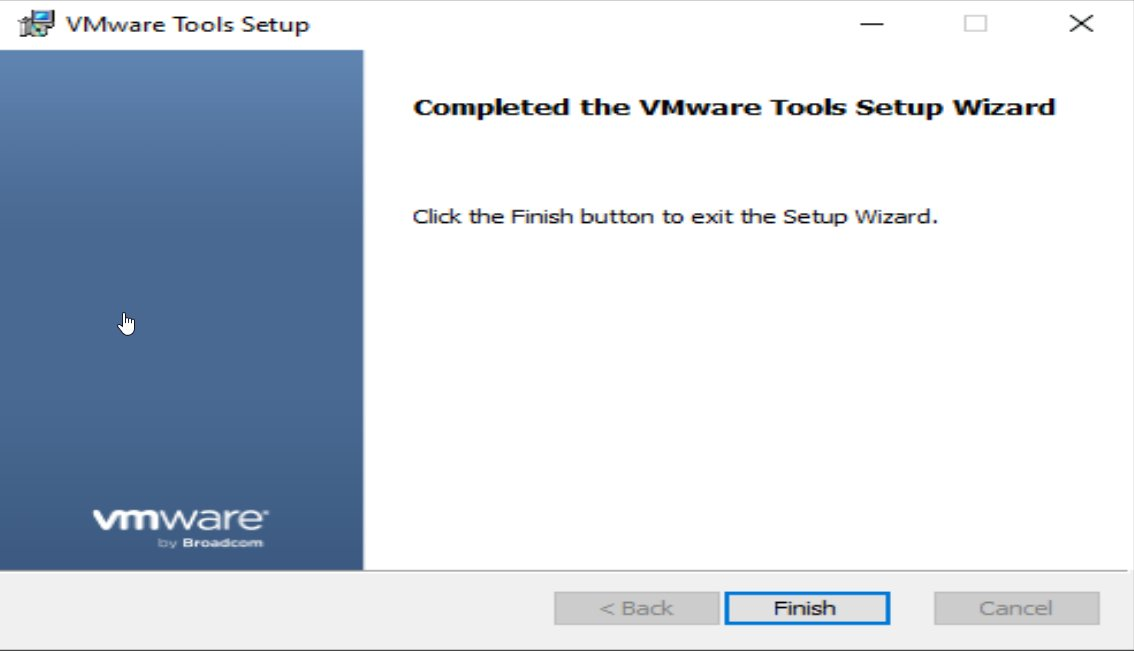 VMware Tools Setup
Completed the VMware Tools Setup Wizard
Click the Finish button to exit the Setup Wizard.
vmware
by Broadcom
< Back
Finish
Cancel